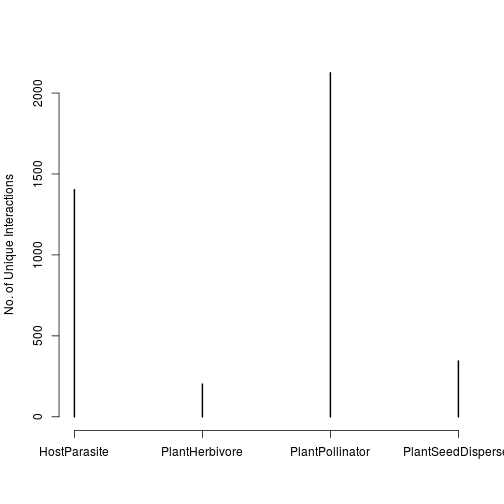 No. of Unique Interactions
2000
1500
1000
500
0
HostParasite PlantHerbivore PlantPollinator PlantSeedDisperse